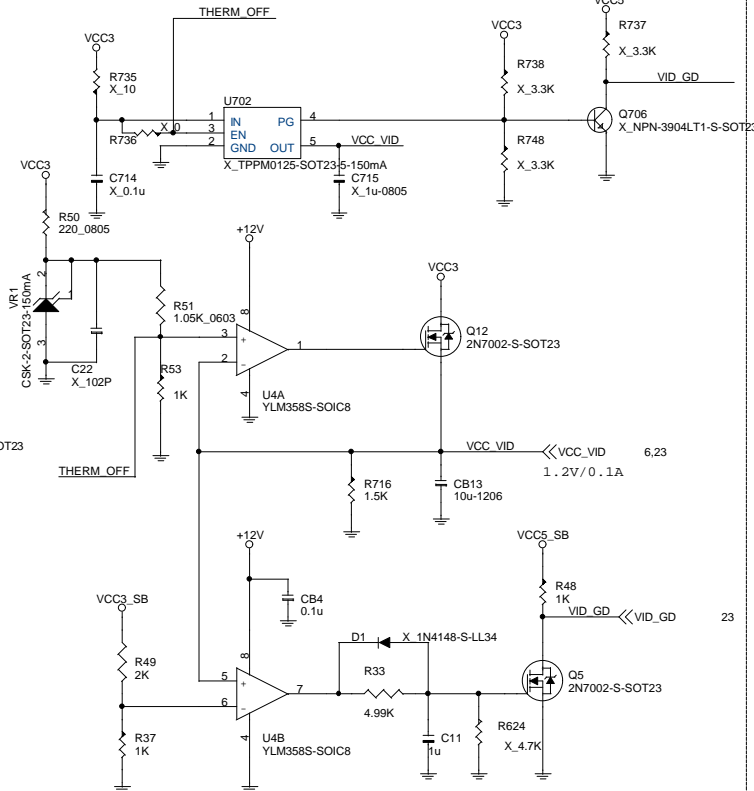 THERM_OFF
VCC3
R735
X_10
R736
X_0
C714
X_0.1u
U702
IN
EN
GND
PG
OUT
1
3
2
4
5
X_TPPM0125-SOT23-5-150mA
VCC_VID
C715
X_1u-0805
VCC3
R738
X_3.3K
R748
X_3.3K
VCC3
R737
X_3.3K
VID_GD
Q706
X_NPN-3904LT1-S-SOT23
VCC3
R50
220_0805
VR1
CSK-2-SOT23-150mA
2
1
3
C22
X_102P
R51
1.05K_0603
R53
1K
THERM_OFF
OT23
+12V
8
3
+
2
-
1
4
U4A
YLM358S-SOIC8
VCC3
Q12
2N7002-S-SOT23
VCC_VID
VCC_VID
6,23
1.2V/0.1A
R716
1.5K
CB13
10u-1206
+12V
CB4
0.1u
VCC3_SB
R49
2K
R37
1K
8
5
+
6
-
7
4
U4B
YLM358S-SOIC8
D1
X_1N4148-S-LL34
R33
4.99K
C11
1u
R624
X_4.7K
VCC5_SB
R48
1K
VID_GD
VID_GD
23
Q5
2N7002-S-SOT23